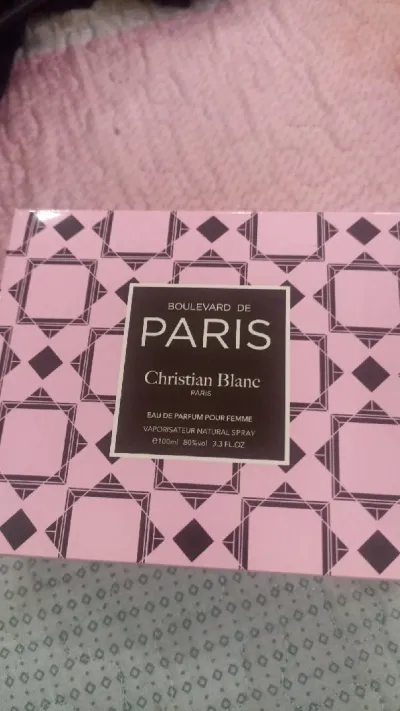 BOULEVARD DE
PARIS
Christian Blanc
PARIS
EAU DE PARFUM POUR FEMME
VAPORISATEUR NATURAL SPRAY
℮100ml 80%vol 3.3 FL.OZ